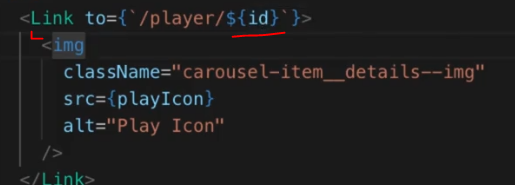 <Link to={`/player/${id}`}>
<img
className="carousel-item__details--img"
src={playIcon}
alt="Play Icon"
/>
</Link>